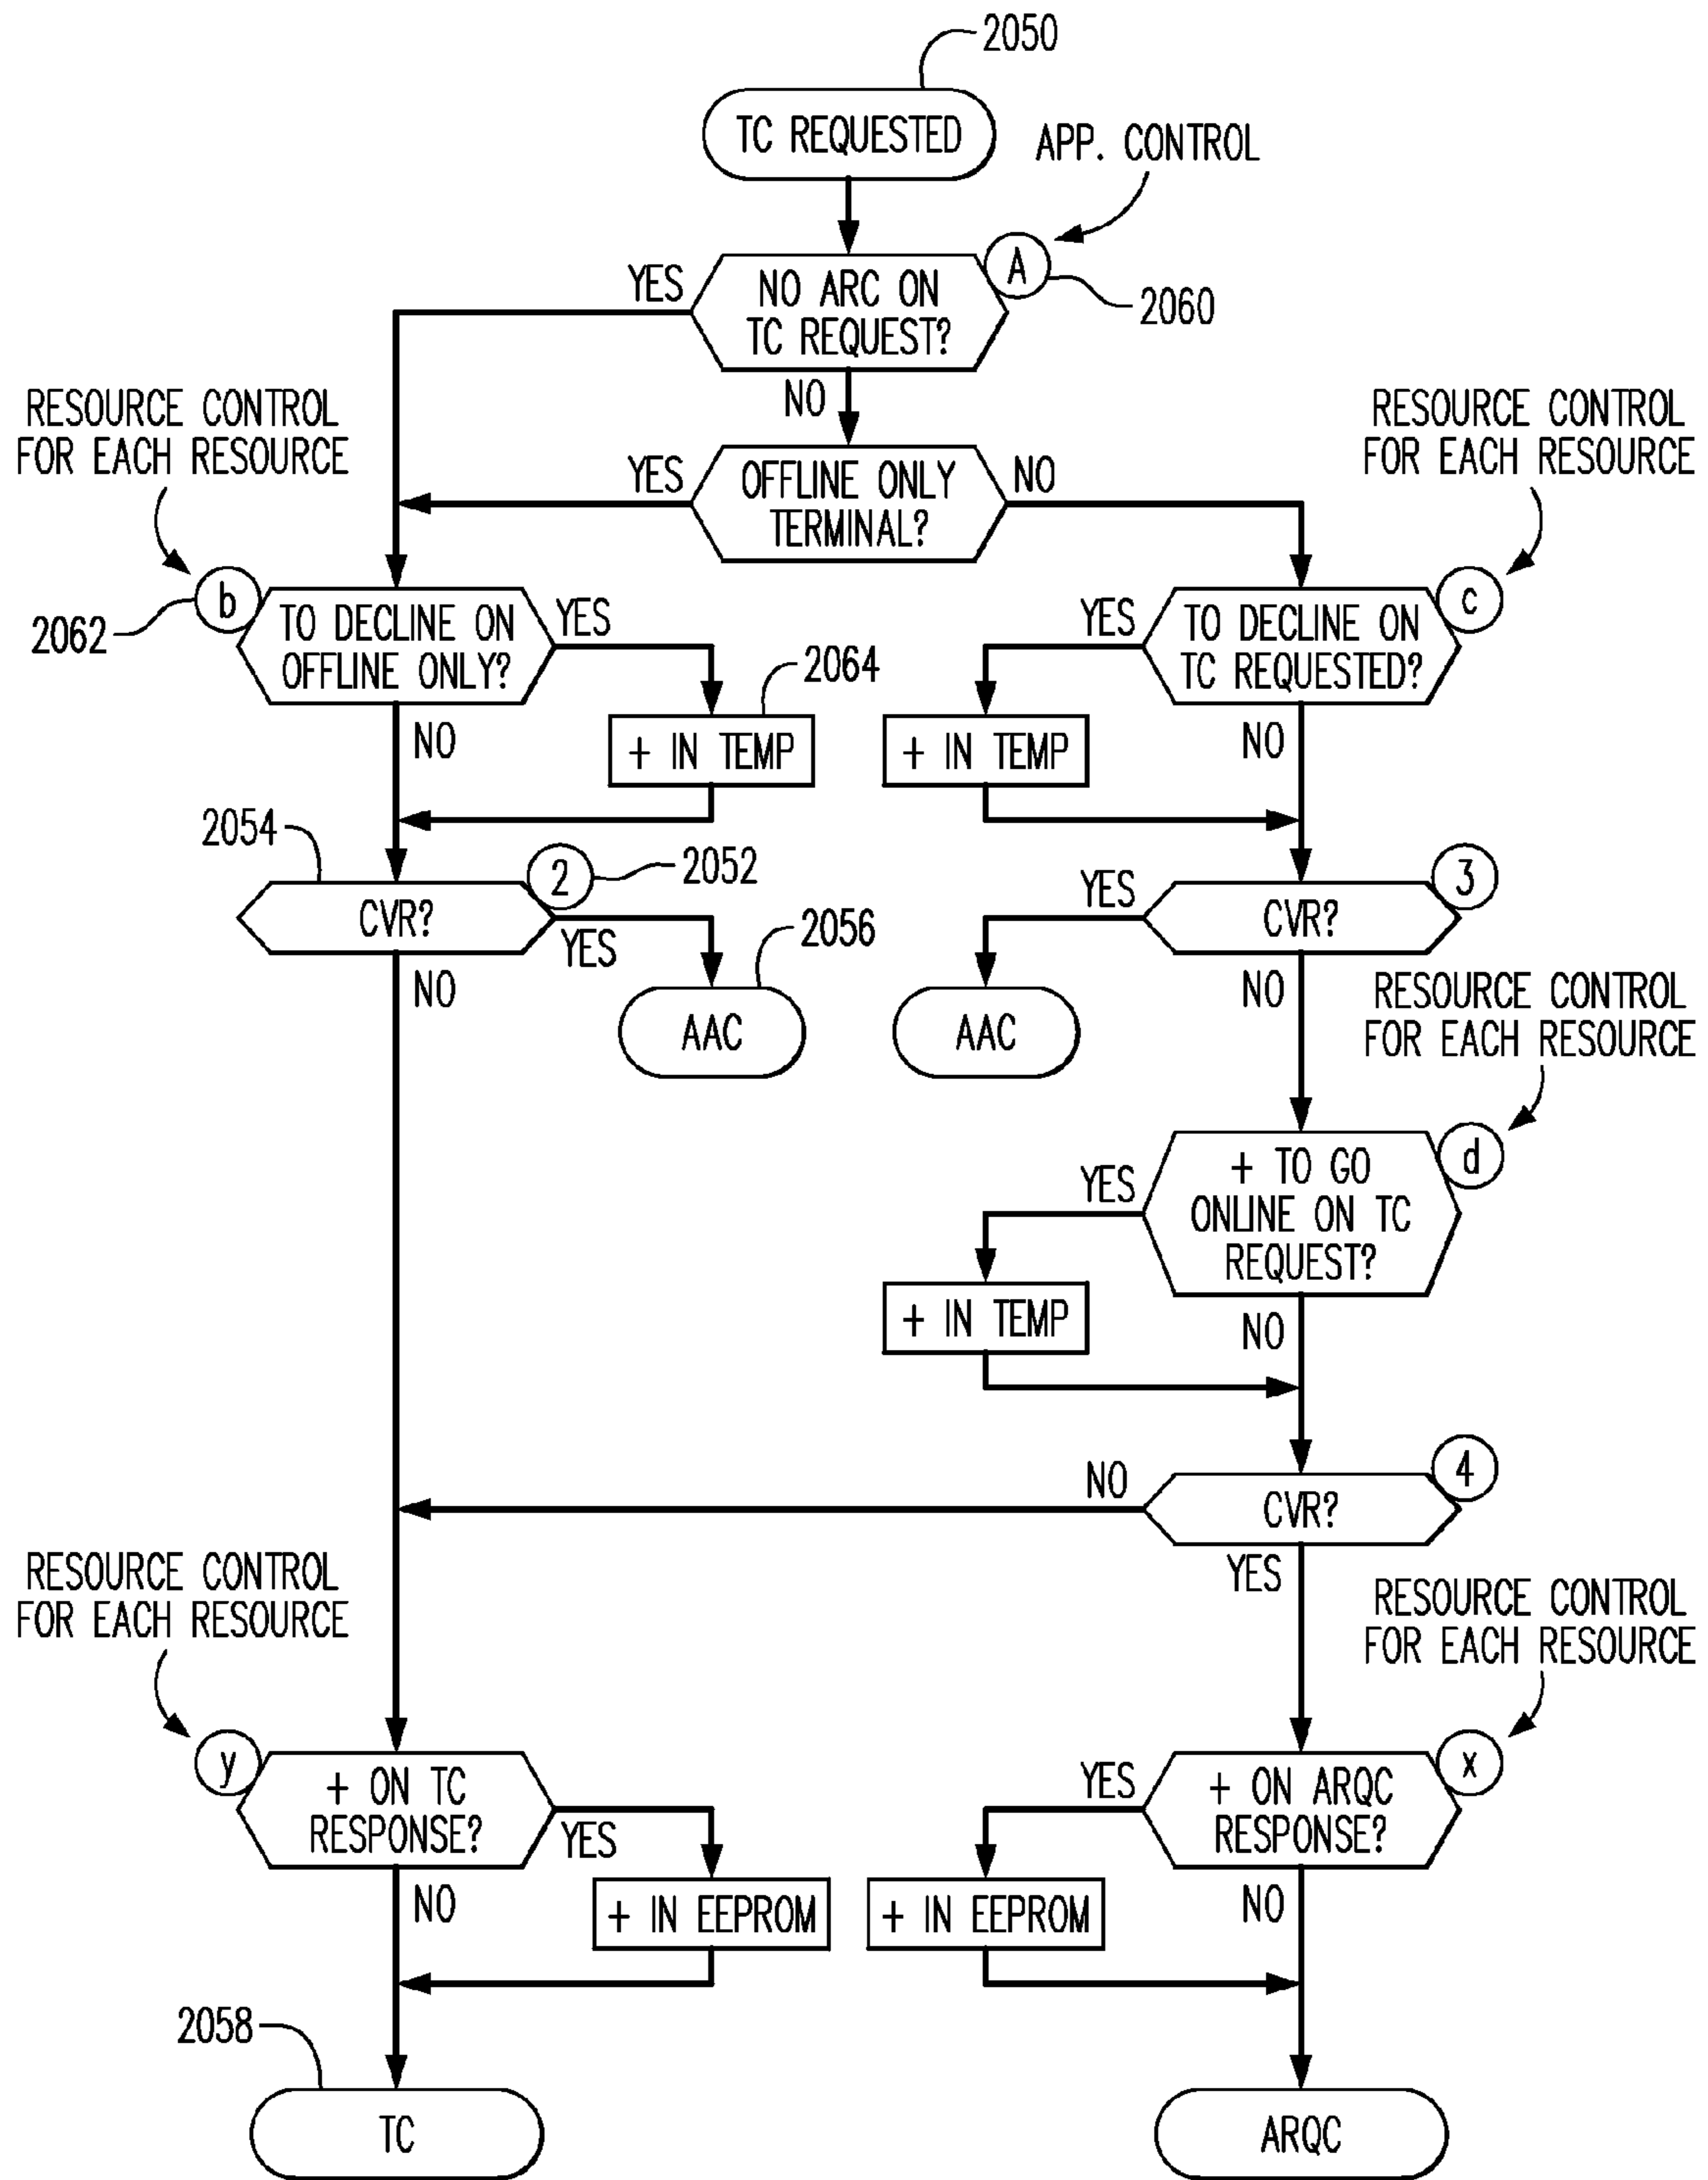 2050
TC REQUESTED
APP. CONTROL
A
2060
YES
NO ARC ON
TC REQUEST?
NO
RESOURCE CONTROL
FOR EACH RESOURCE
RESOURCE CONTROL
FOR EACH RESOURCE
YES
OFFLINE ONLY
TERMINAL?
NO
b
2062
TO DECLINE ON
OFFLINE ONLY?
YES
2064
+ IN TEMP
NO
YES
TO DECLINE ON
TC REQUESTED?
c
+ IN TEMP
NO
2054
2
2052
CVR?
YES
NO
2056
AAC
YES
CVR?
3
NO
AAC
RESOURCE CONTROL
FOR EACH RESOURCE
YES
+ TO GO
ONLINE ON TC
REQUEST?
d
+ IN TEMP
NO
NO
CVR?
4
YES
RESOURCE CONTROL
FOR EACH RESOURCE
RESOURCE CONTROL
FOR EACH RESOURCE
y
+ ON TC
RESPONSE?
YES
NO
+ IN EEPROM
YES
+ ON ARQC
RESPONSE?
x
+ IN EEPROM
NO
2058
TC
ARQC